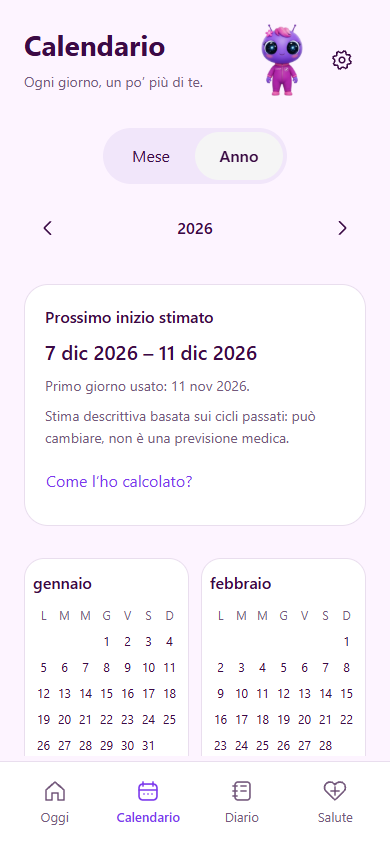 Calendario
Ogni giorno, un po’ più di te.
Mese Anno
2026
Prossimo inizio stimato
7 dic 2026 – 11 dic 2026
Primo giorno usato: 11 nov 2026.
Stima descrittiva basata sui cicli passati: può
cambiare, non è una previsione medica.
Come l’ho calcolato?
gennaio
L M M G V S D
1 2 3 4
5 6 7 8 9 10 11
12 13 14 15 16 17 18
19 20 21 22 23 24 25
26 27 28 29 30 31
febbraio
L M M G V S D
1
2 3 4 5 6 7 8
9 10 11 12 13 14 15
16 17 18 19 20 21 22
23 24 25 26 27 28
Oggi Calendario Diario Salute